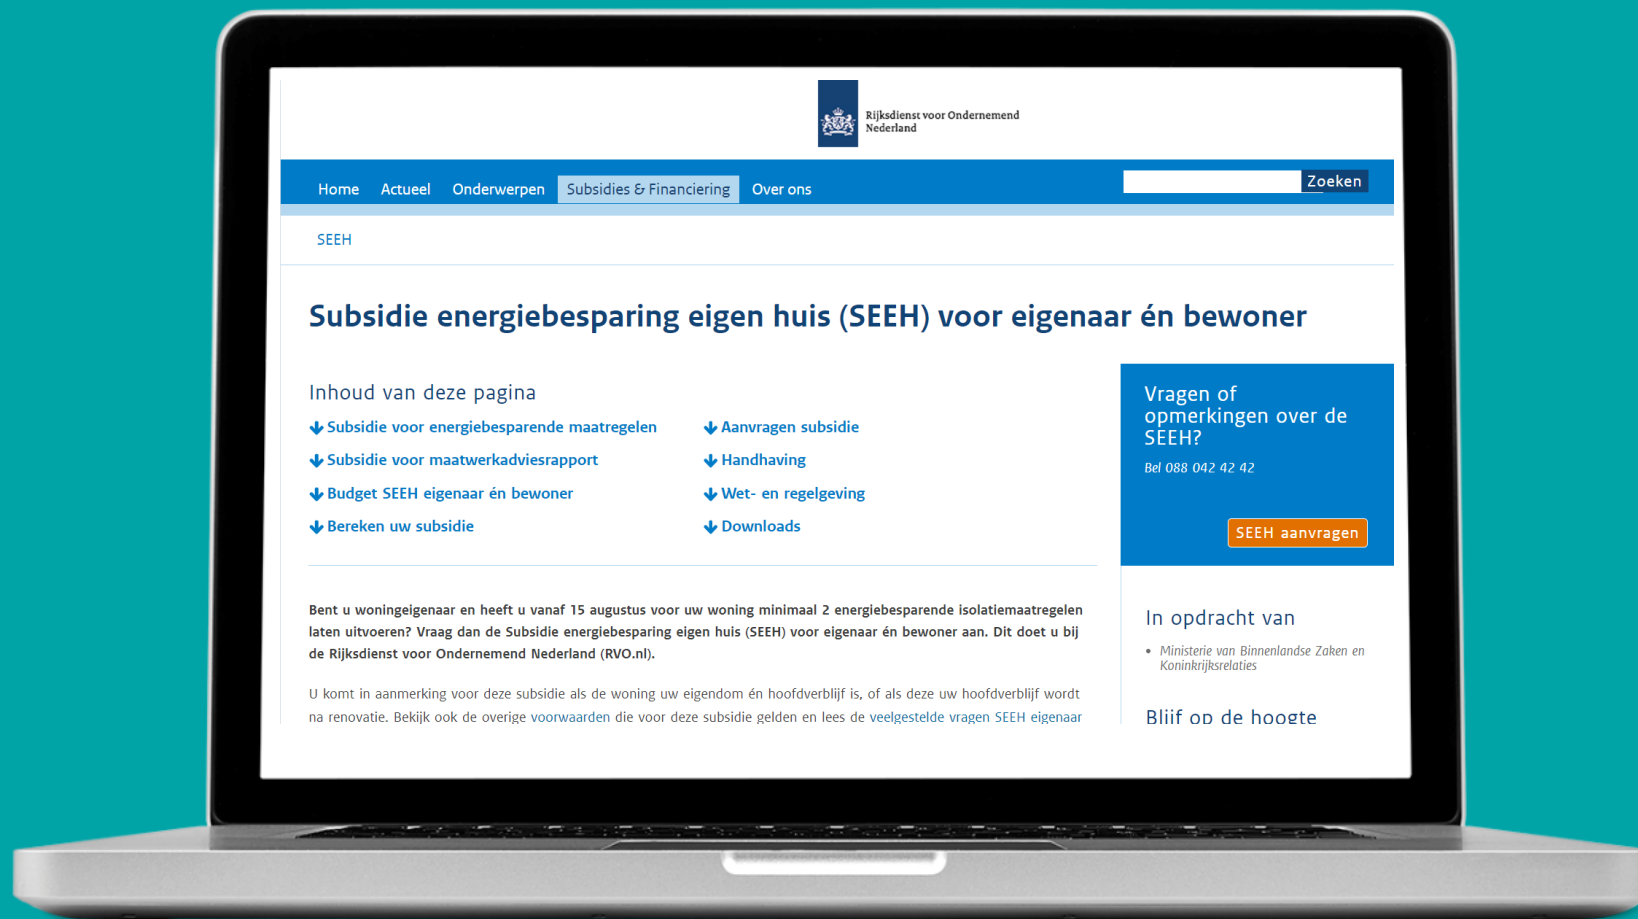 Rijksdienst voor Ondernemend
Nederland
Home Actueel Onderwerpen Subsidies & Financiering Over ons
Zoeken
SEEH
Subsidie energiebesparing eigen huis (SEEH) voor eigenaar én bewoner
Inhoud van deze pagina
Subsidie voor energiebesparende maatregelen
Subsidie voor maatwerkadviesrapport
Budget SEEH eigenaar én bewoner
Bereken uw subsidie
Aanvragen subsidie
Handhaving
Wet- en regelgeving
Downloads
Bent u woningeigenaar en heeft u vanaf 15 augustus voor uw woning minimaal 2 energiebesparende isolatiemaatregelen
laten uitvoeren? Vraag dan de Subsidie energiebesparing eigen huis (SEEH) voor eigenaar én bewoner aan. Dit doet u bij
de Rijksdienst voor Ondernemend Nederland (RVO.nl).
U komt in aanmerking voor deze subsidie als de woning uw eigendom én hoofdverblijf is, of als deze uw hoofdverblijf wordt
na renovatie. Bekijk ook de overige voorwaarden die voor deze subsidie gelden en lees de veelgestelde vragen SEEH eigenaar
Vragen of
opmerkingen over de
SEEH?
Bel 088 042 42 42
SEEH aanvragen
In opdracht van
• Ministerie van Binnenlandse Zaken en
Koninkrijksrelaties
Blijf op de hoogte